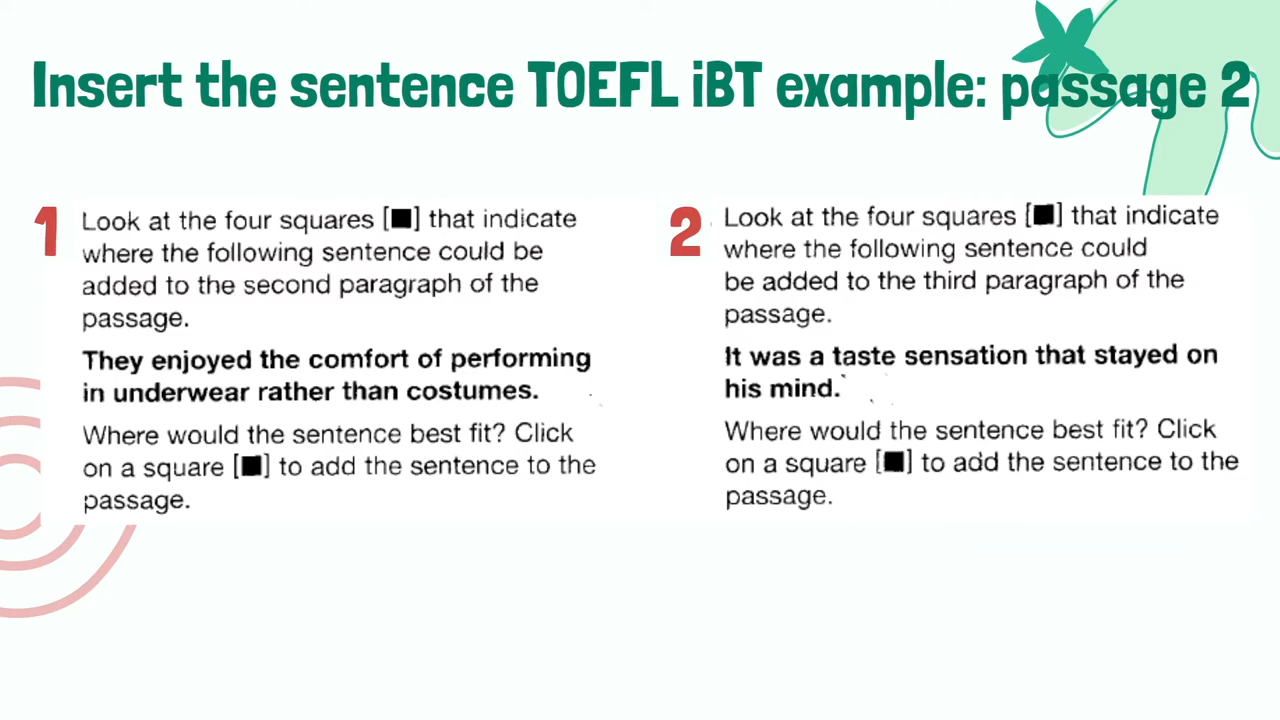 Insert the sentence TOEFL iBT example: passage 2
1
Look at the four squares [■] that indicate
where the following sentence could be
added to the second paragraph of the
passage.
They enjoyed the comfort of performing
in underwear rather than costumes.
Where would the sentence best fit? Click
on a square [■] to add the sentence to the
passage.
2
Look at the four squares [■] that indicate
where the following sentence could
be added to the third paragraph of the
passage.
It was a taste sensation that stayed on
his mind.
Where would the sentence best fit? Click
on a square [■] to add the sentence to the
passage.